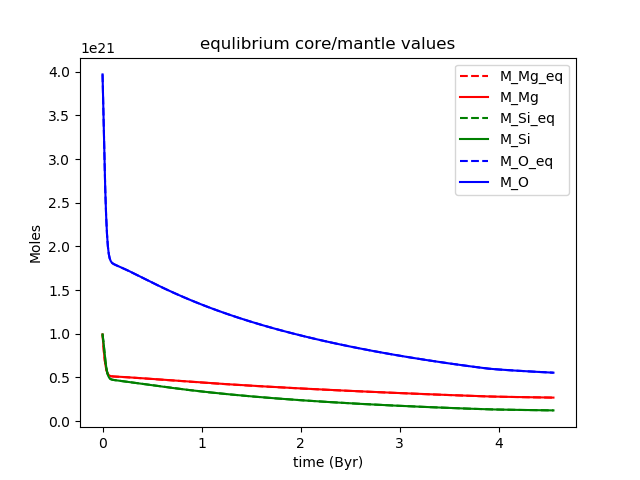 equlibrium core/mantle values
1e21
4.0
3.5
3.0
2.5
2.0
1.5
1.0
0.5
0.0
Moles
M_Mg_eq
M_Mg
M_Si_eq
M_Si
M_O_eq
M_O
0 1 2 3 4
time (Byr)